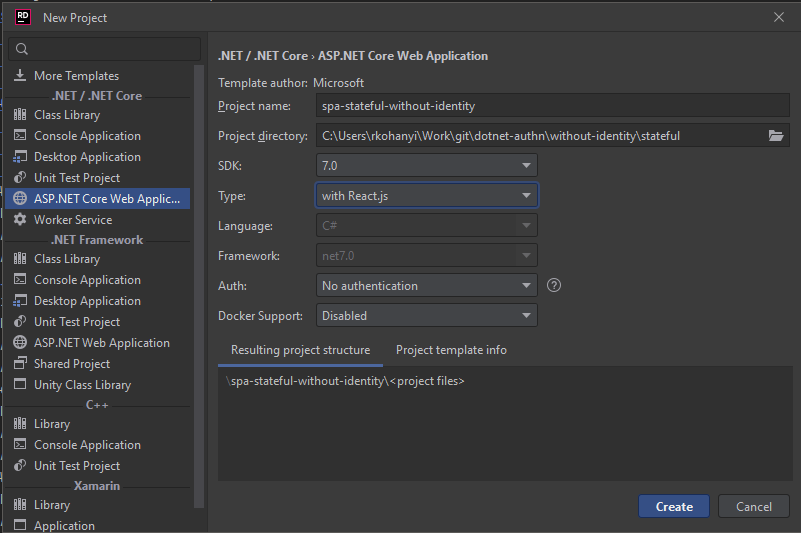 RD New Project
More Templates
.NET / .NET Core
Class Library
Console Application
Desktop Application
Unit Test Project
ASP.NET Core Web Applic...
Worker Service
.NET Framework
Class Library
Console Application
Desktop Application
Unit Test Project
ASP.NET Web Application
Shared Project
Unity Class Library
C++
Library
Console Application
Unit Test Project
Xamarin
Library
Application
.NET / .NET Core › ASP.NET Core Web Application
Template author: Microsoft
Project name: spa-stateful-without-identity
Project directory: C:\Users\rkohanyi\Work\git\dotnet-authn\without-identity\stateful
SDK: 7.0
Type: with React.js
Language: C#
Framework: net7.0
Auth: No authentication ?
Docker Support: Disabled
Resulting project structure Project template info
\spa-stateful-without-identity\<project files>
Create Cancel